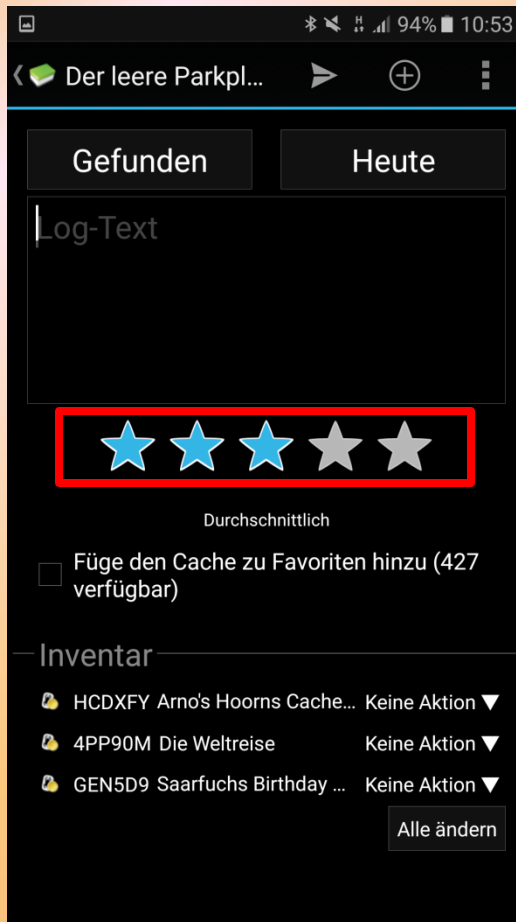 94% 10:53
Der leere Parkpl...
Gefunden Heute
Log-Text
Durchschnittlich
Füge den Cache zu Favoriten hinzu (427
verfügbar)
Inventar
HCDXFY Arno's Hoorns Cache... Keine Aktion
4PP90M Die Weltreise Keine Aktion
GEN5D9 Saarfuchs Birthday ... Keine Aktion
Alle ändern